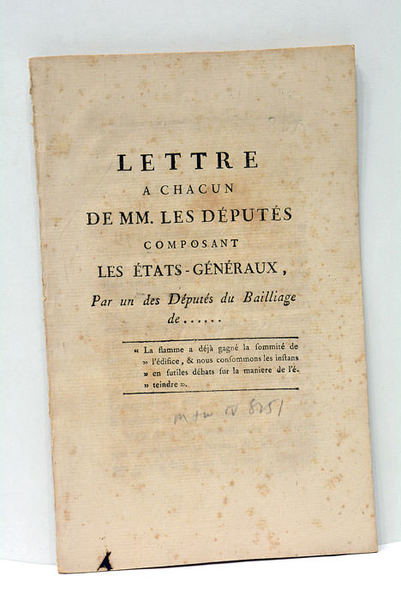 LETTRE
A CHACUN
DE MM. LES DÉPUTÉS
COMPOSANT
LES ÉTATS-GÉNÉRAUX,
Par un des Députés du Bailliage
de......
“ La flamme a déjà gagné la sommité de
» l'édifice, & nous consommons les instans
» en futiles débats sur la maniere de l'é-
» teindre ».